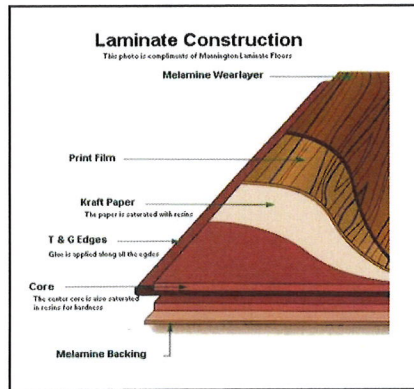 Laminate Construction
This photo is compliments of Mannington Laminate Floors
Melamine Wearlayer
Print Film
Kraft Paper
The paper is saturated with resins
T & G Edges
Glue is applied along all the egdes
Core
The center core is also saturated
in resins for hardness
Melamine Backing